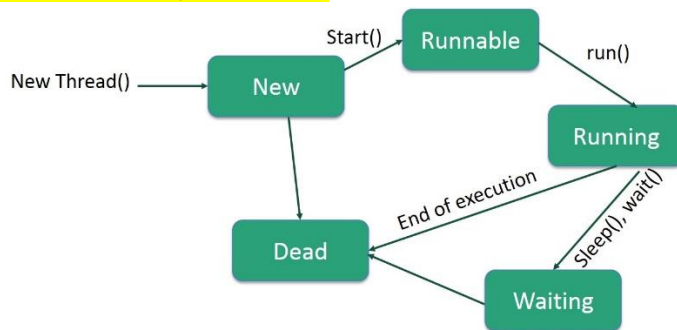 Start()
Runnable
run()
New Thread()
New
Running
End of execution
Sleep(), wait()
Dead
Waiting